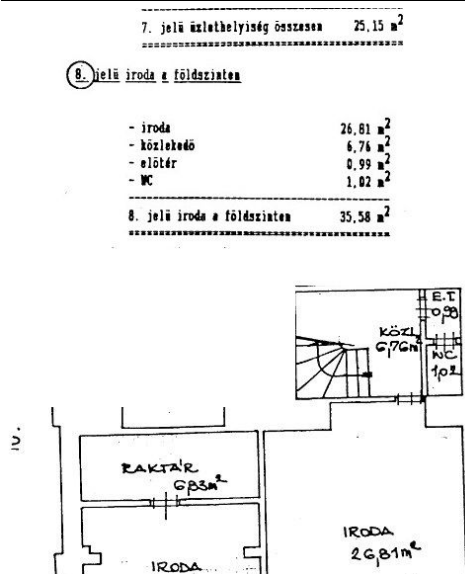 7. jelü üzlethelyiség összesen 25,15 m²
8. jelü iroda a földszinten
- iroda 26,81 m²
- közlekedö 6,76 m²
- elötér 0,99 m²
- WC 1,02 m²
8. jelü iroda a földszinten 35,58 m²
E.T.
0,99
KÖZL.
6,76m²
WC
1,02
IV.
RAKTÁR
6,83m²
IRODA
26,81m²
IRODA